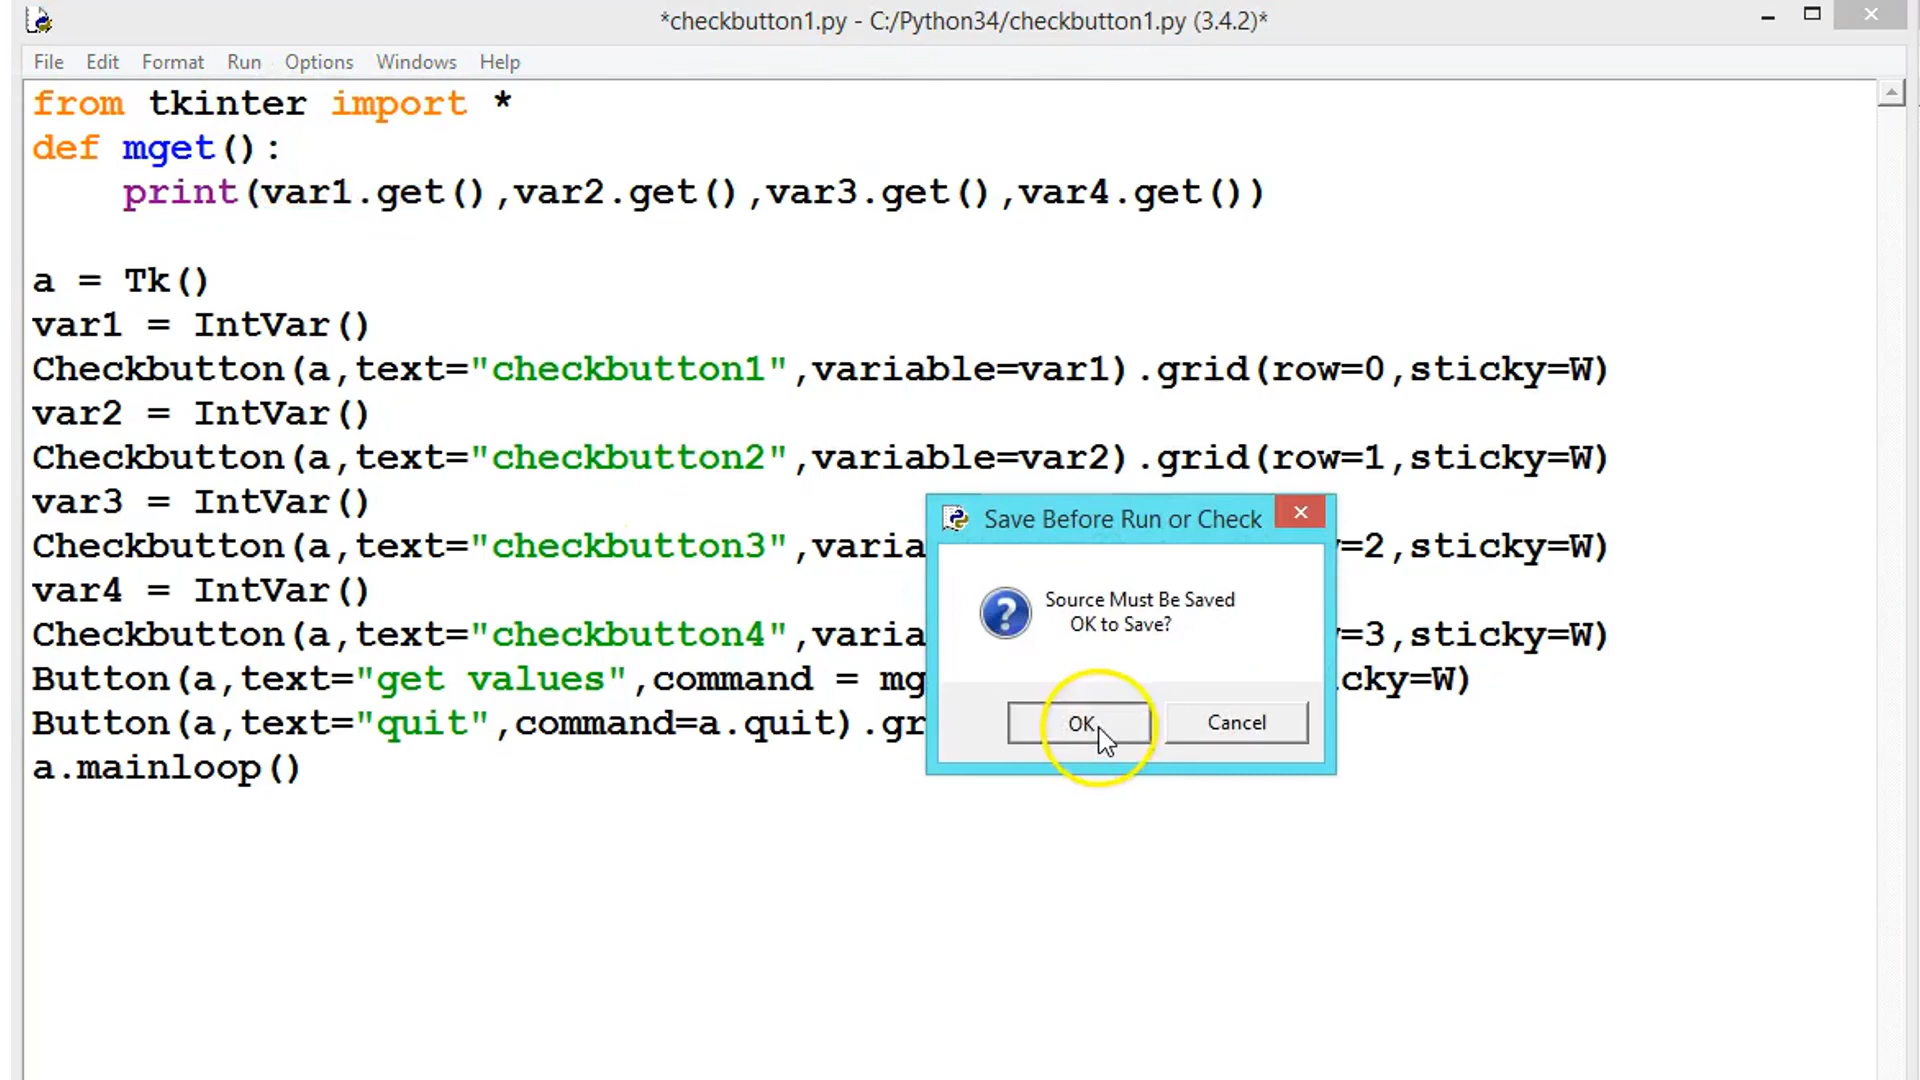 *checkbutton1.py - C:/Python34/checkbutton1.py (3.4.2)*
File Edit Format Run Options Windows Help
from tkinter import *
def mget():
    print(var1.get(),var2.get(),var3.get(),var4.get())
a = Tk()
var1 = IntVar()
Checkbutton(a,text="checkbutton1",variable=var1).grid(row=0,sticky=W)
var2 = IntVar()
Checkbutton(a,text="checkbutton2",variable=var2).grid(row=1,sticky=W)
var3 = IntVar()
Checkbutton(a,text="checkbutton3",varia =2,sticky=W)
var4 = IntVar()
Checkbutton(a,text="checkbutton4",varia =3,sticky=W)
Button(a,text="get values",command = mg cky=W)
Button(a,text="quit",command=a.quit).gr
a.mainloop()
Save Before Run or Check
Source Must Be Saved
OK to Save?
OK Cancel